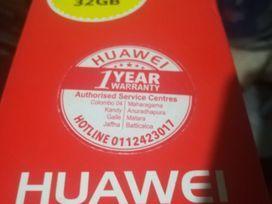 32GB
HUAWEI
1 YEAR
WARRANTY
Authorised Service Centres
Colombo 04 | Maharagama
Kandy | Anuradhapura
Galle | Matara
Jaffna | Batticaloa
HOTLINE 0112423017
HUAWEI